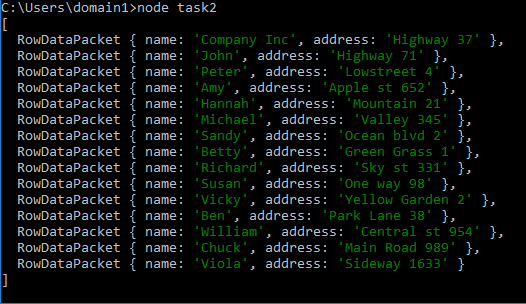 C:\Users\domain1>node task2
[
  RowDataPacket { name: 'Company Inc', address: 'Highway 37' },
  RowDataPacket { name: 'John', address: 'Highway 71' },
  RowDataPacket { name: 'Peter', address: 'Lowstreet 4' },
  RowDataPacket { name: 'Amy', address: 'Apple st 652' },
  RowDataPacket { name: 'Hannah', address: 'Mountain 21' },
  RowDataPacket { name: 'Michael', address: 'Valley 345' },
  RowDataPacket { name: 'Sandy', address: 'Ocean blvd 2' },
  RowDataPacket { name: 'Betty', address: 'Green Grass 1' },
  RowDataPacket { name: 'Richard', address: 'Sky st 331' },
  RowDataPacket { name: 'Susan', address: 'One way 98' },
  RowDataPacket { name: 'Vicky', address: 'Yellow Garden 2' },
  RowDataPacket { name: 'Ben', address: 'Park Lane 38' },
  RowDataPacket { name: 'William', address: 'Central st 954' },
  RowDataPacket { name: 'Chuck', address: 'Main Road 989' },
  RowDataPacket { name: 'Viola', address: 'Sideway 1633' }
]